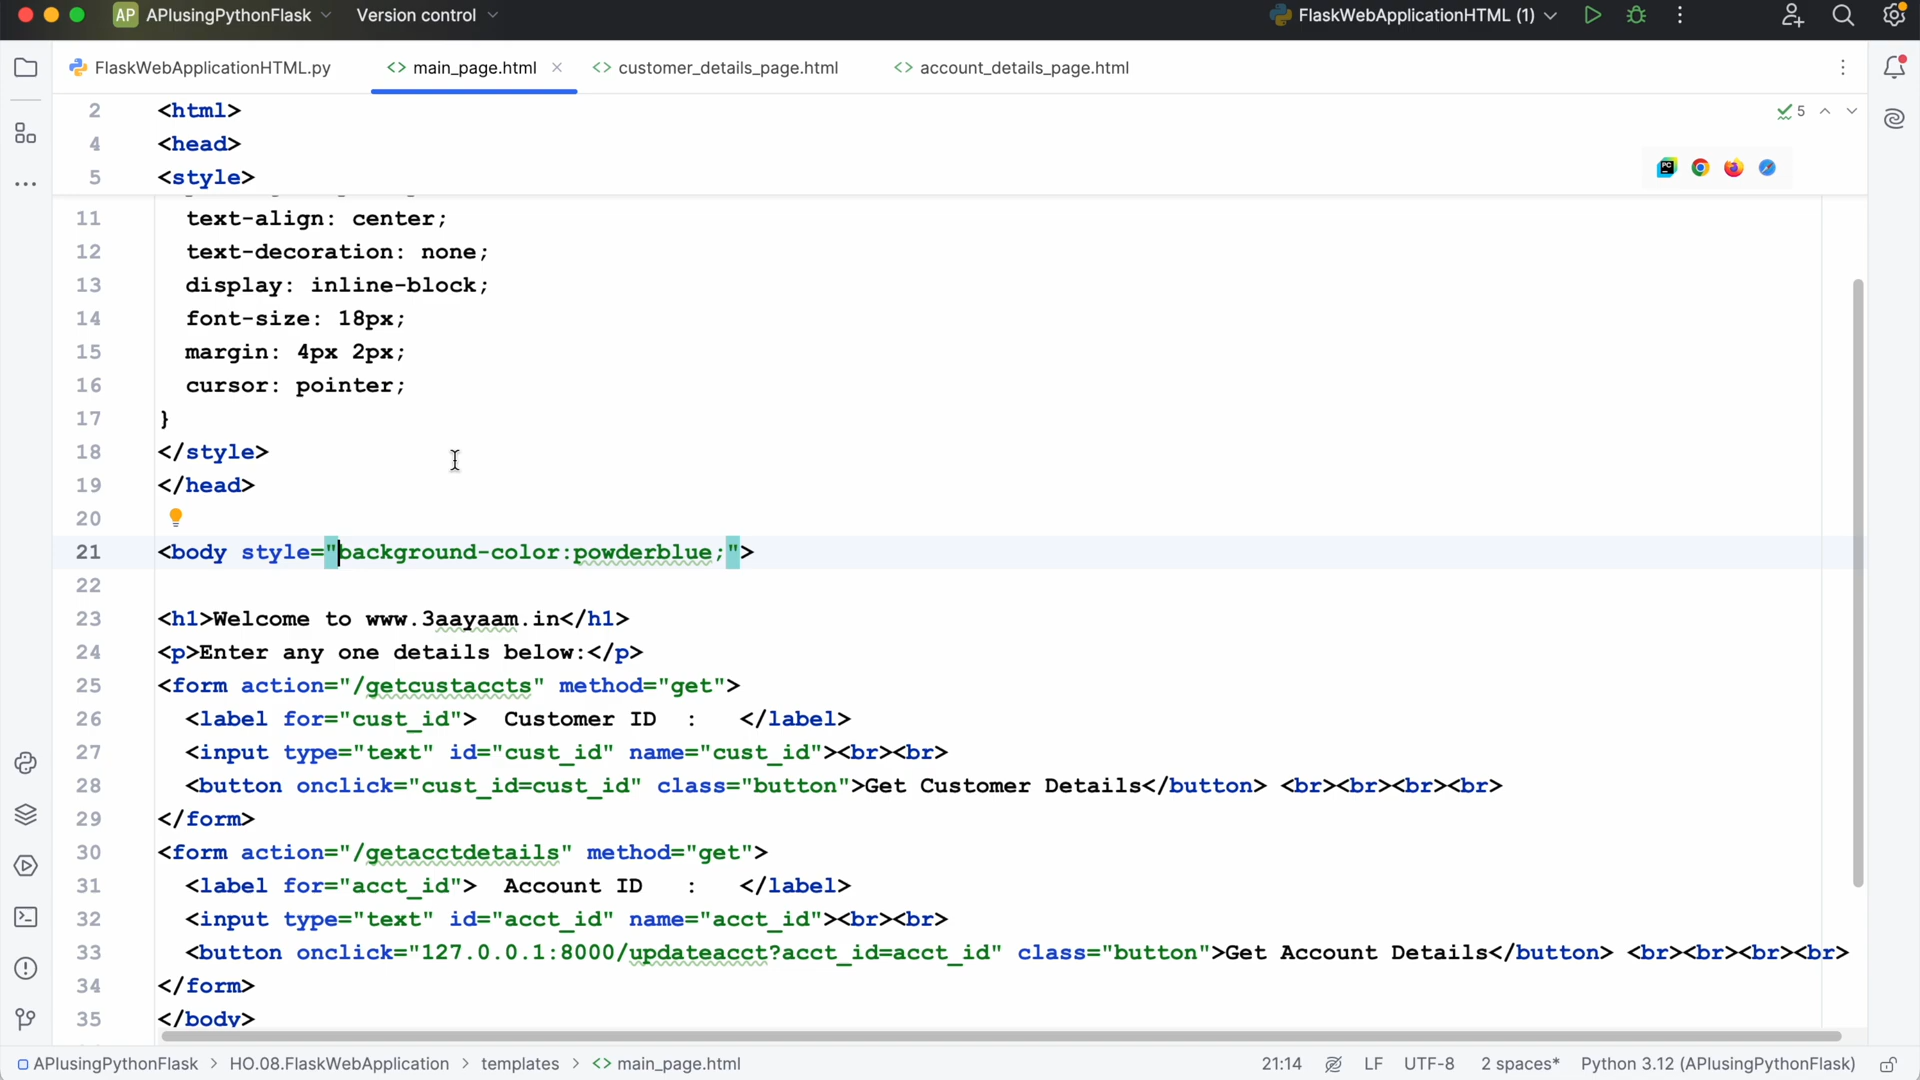 AP APIusingPythonFlask Version control FlaskWebApplicationHTML (1)
FlaskWebApplicationHTML.py main_page.html customer_details_page.html account_details_page.html
2 <html>
5
4 <head>
5 <style>
11 text-align: center;
12 text-decoration: none;
13 display: inline-block;
14 font-size: 18px;
15 margin: 4px 2px;
16 cursor: pointer;
17 }
18 </style>
19 </head>
20
21 <body style="background-color:powderblue;">
22
23 <h1>Welcome to www.3aayaam.in</h1>
24 <p>Enter any one details below:</p>
25 <form action="/getcustaccts" method="get">
26 <label for="cust_id">  Customer ID  :   </label>
27 <input type="text" id="cust_id" name="cust_id"><br><br>
28 <button onclick="cust_id=cust_id" class="button">Get Customer Details</button> <br><br><br><br>
29 </form>
30 <form action="/getacctdetails" method="get">
31 <label for="acct_id">  Account ID   :   </label>
32 <input type="text" id="acct_id" name="acct_id"><br><br>
33 <button onclick="127.0.0.1:8000/updateacct?acct_id=acct_id" class="button">Get Account Details</button> <br><br><br><br>
34 </form>
35 </body>
APIusingPythonFlask > HO.08.FlaskWebApplication > templates > <> main_page.html 21:14 LF UTF-8 2 spaces* Python 3.12 (APIusingPythonFlask)